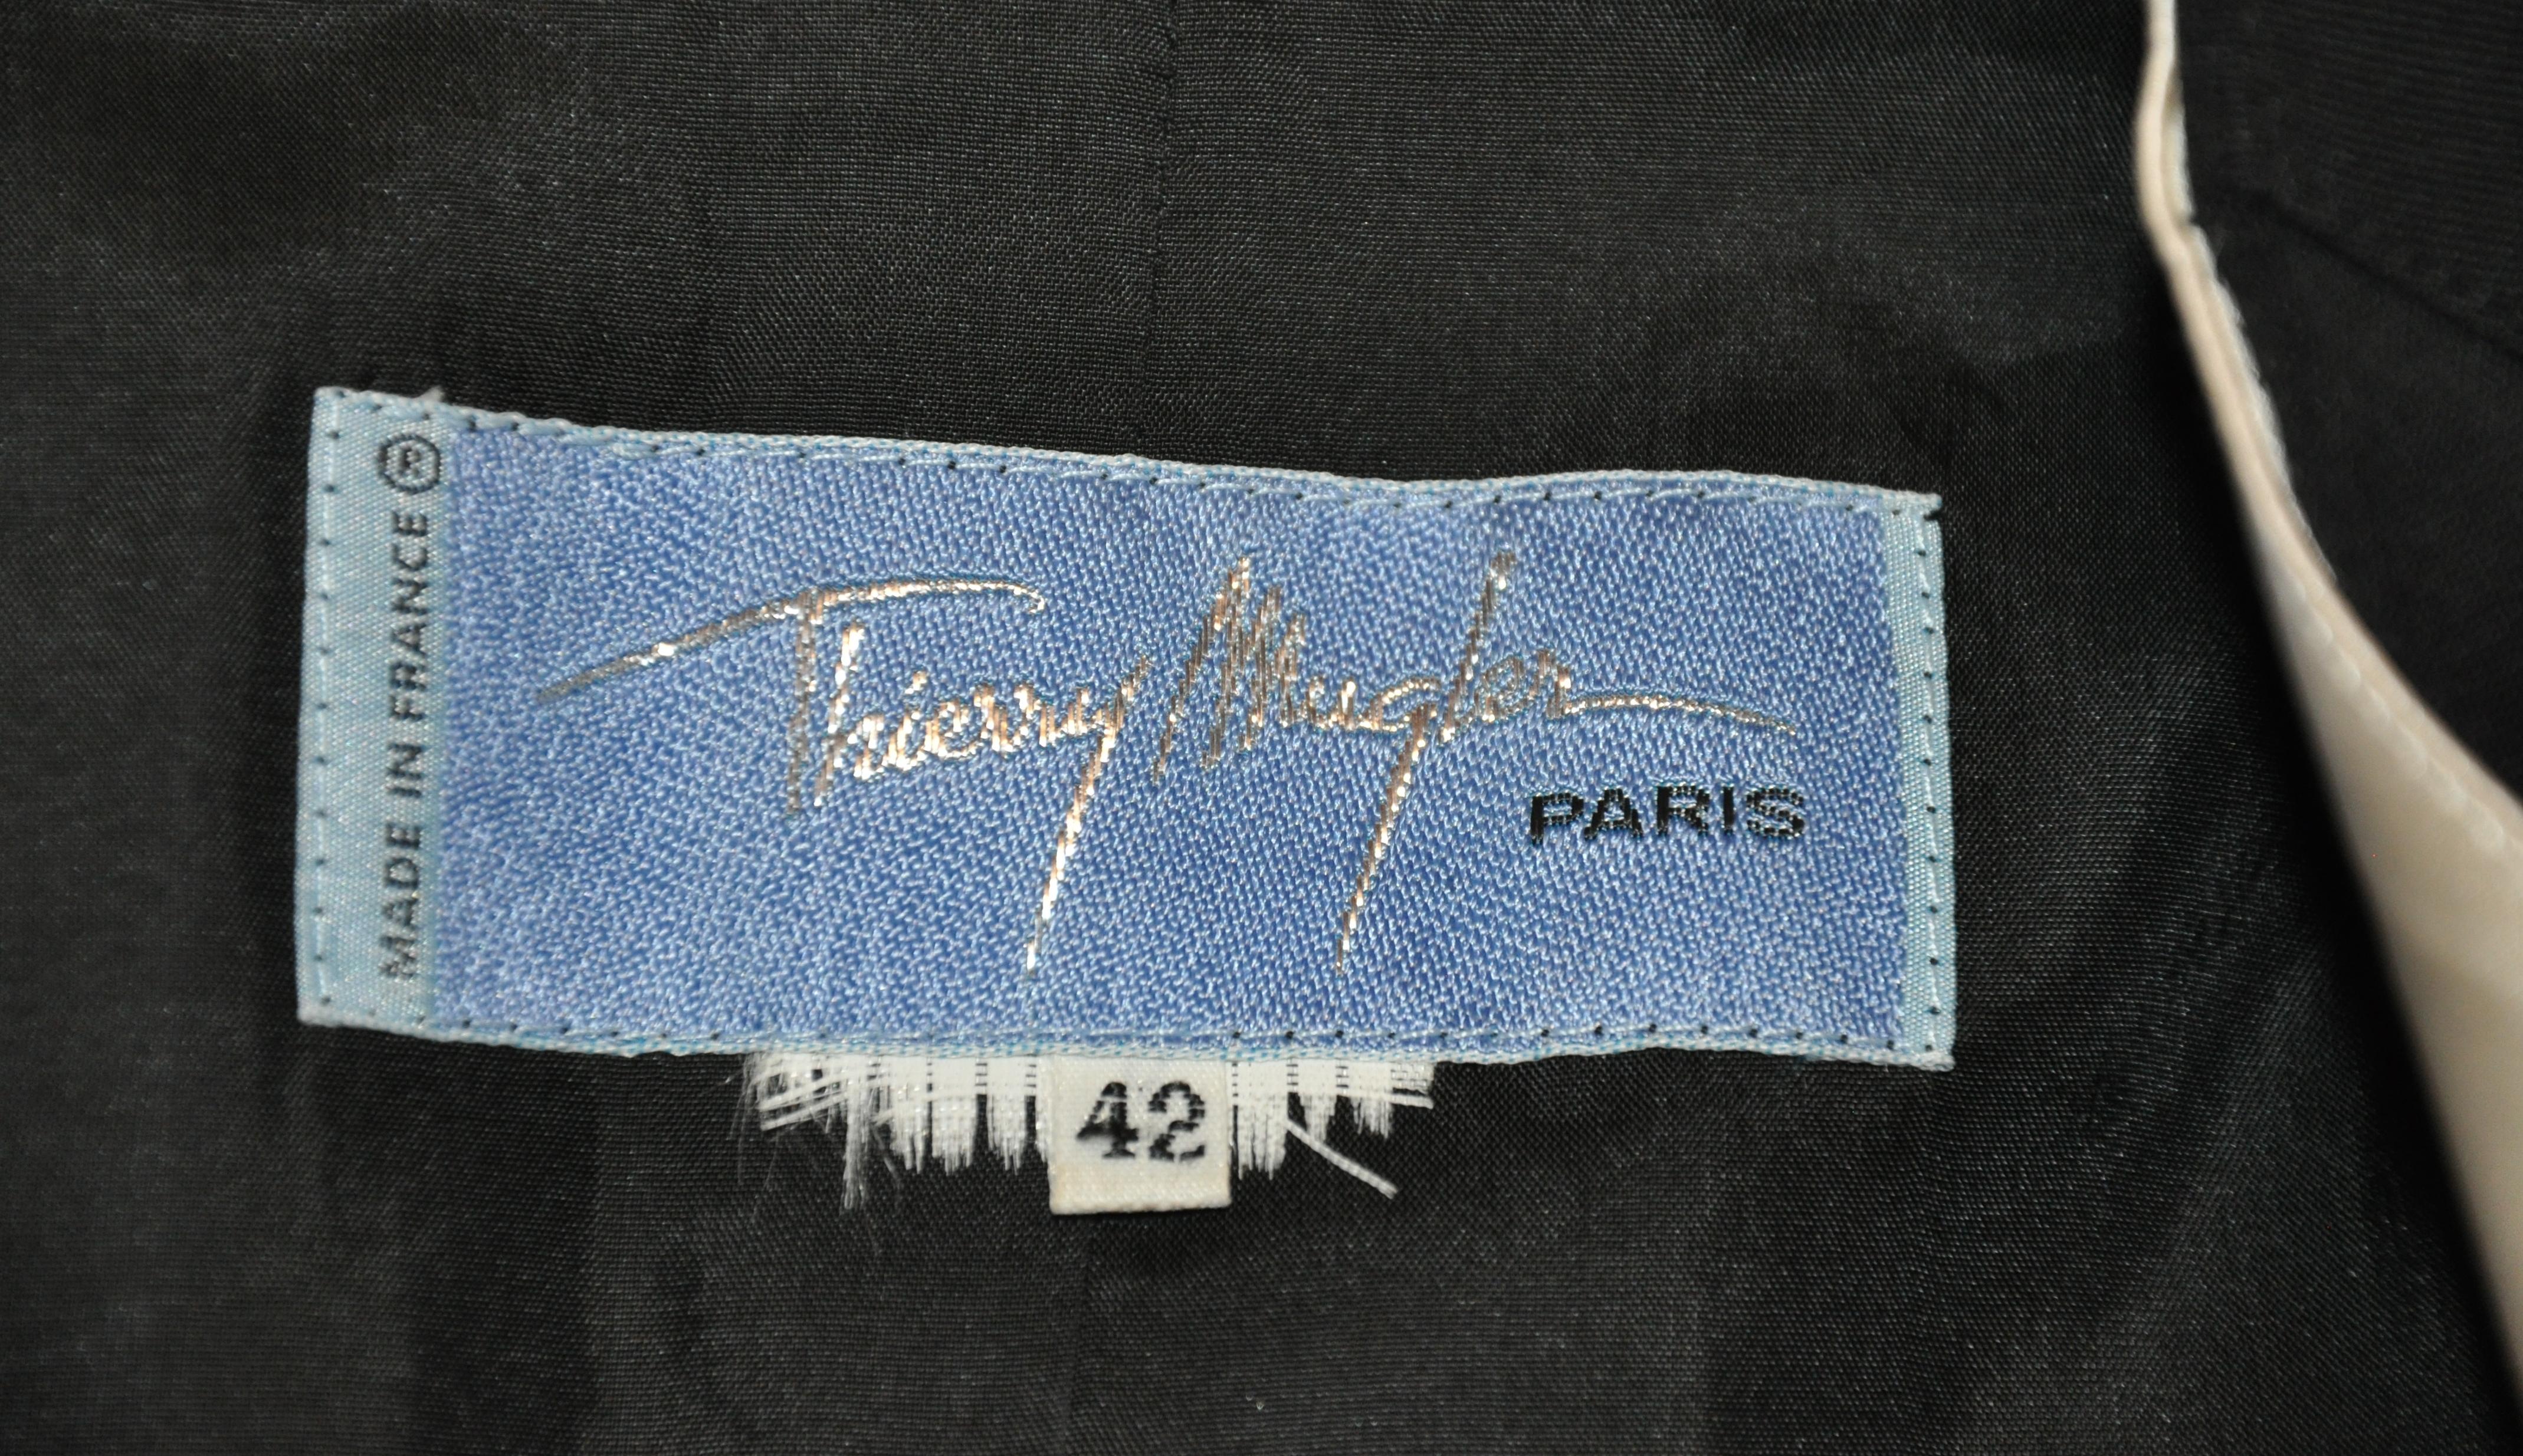 MADE IN FRANCE ®
Thierry Mugler
PARIS
42